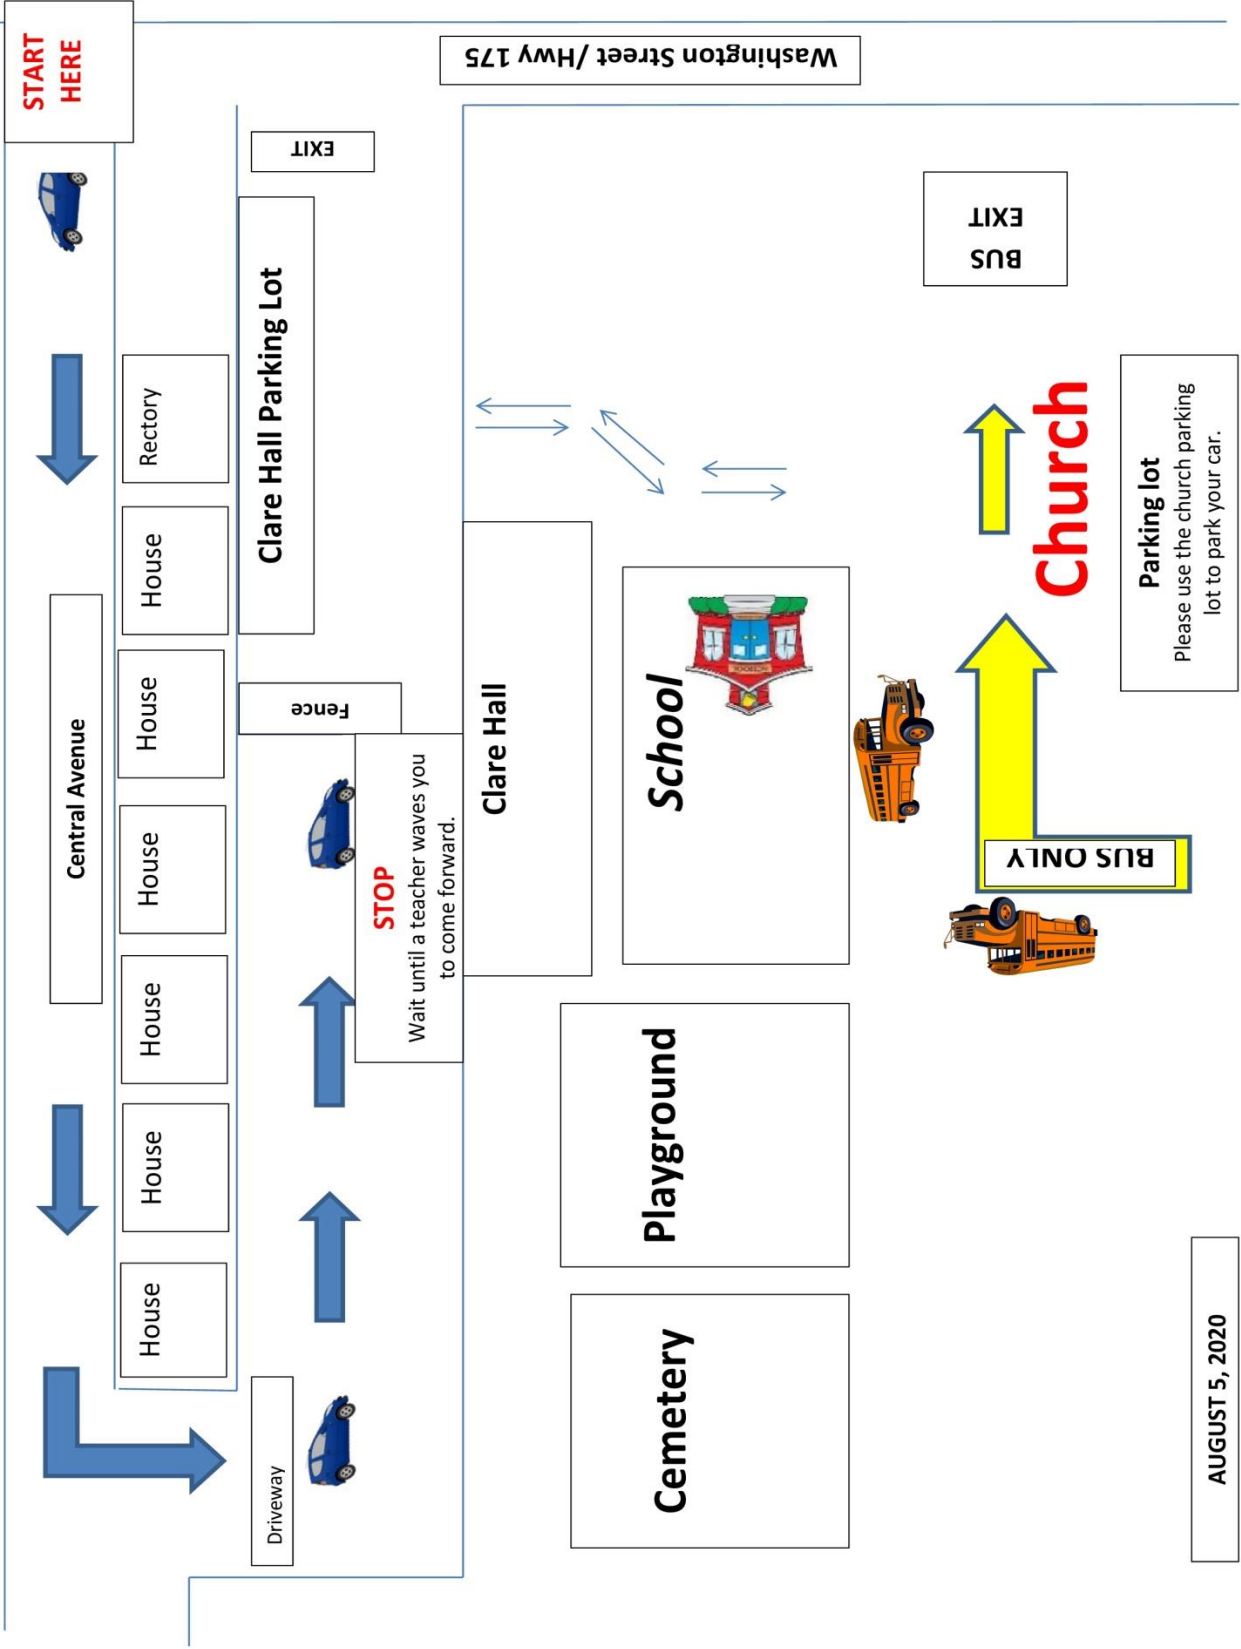 START
HERE
Washington Street /Hwy 175
EXIT
BUS
EXIT
Central Avenue
Rectory
House
House
House
House
House
House
Clare Hall Parking Lot
Fence
STOP
Wait until a teacher waves you
to come forward.
Driveway
Clare Hall
School
Playground
Cemetery
Church
Parking lot
Please use the church parking
lot to park your car.
BUS ONLY
AUGUST 5, 2020